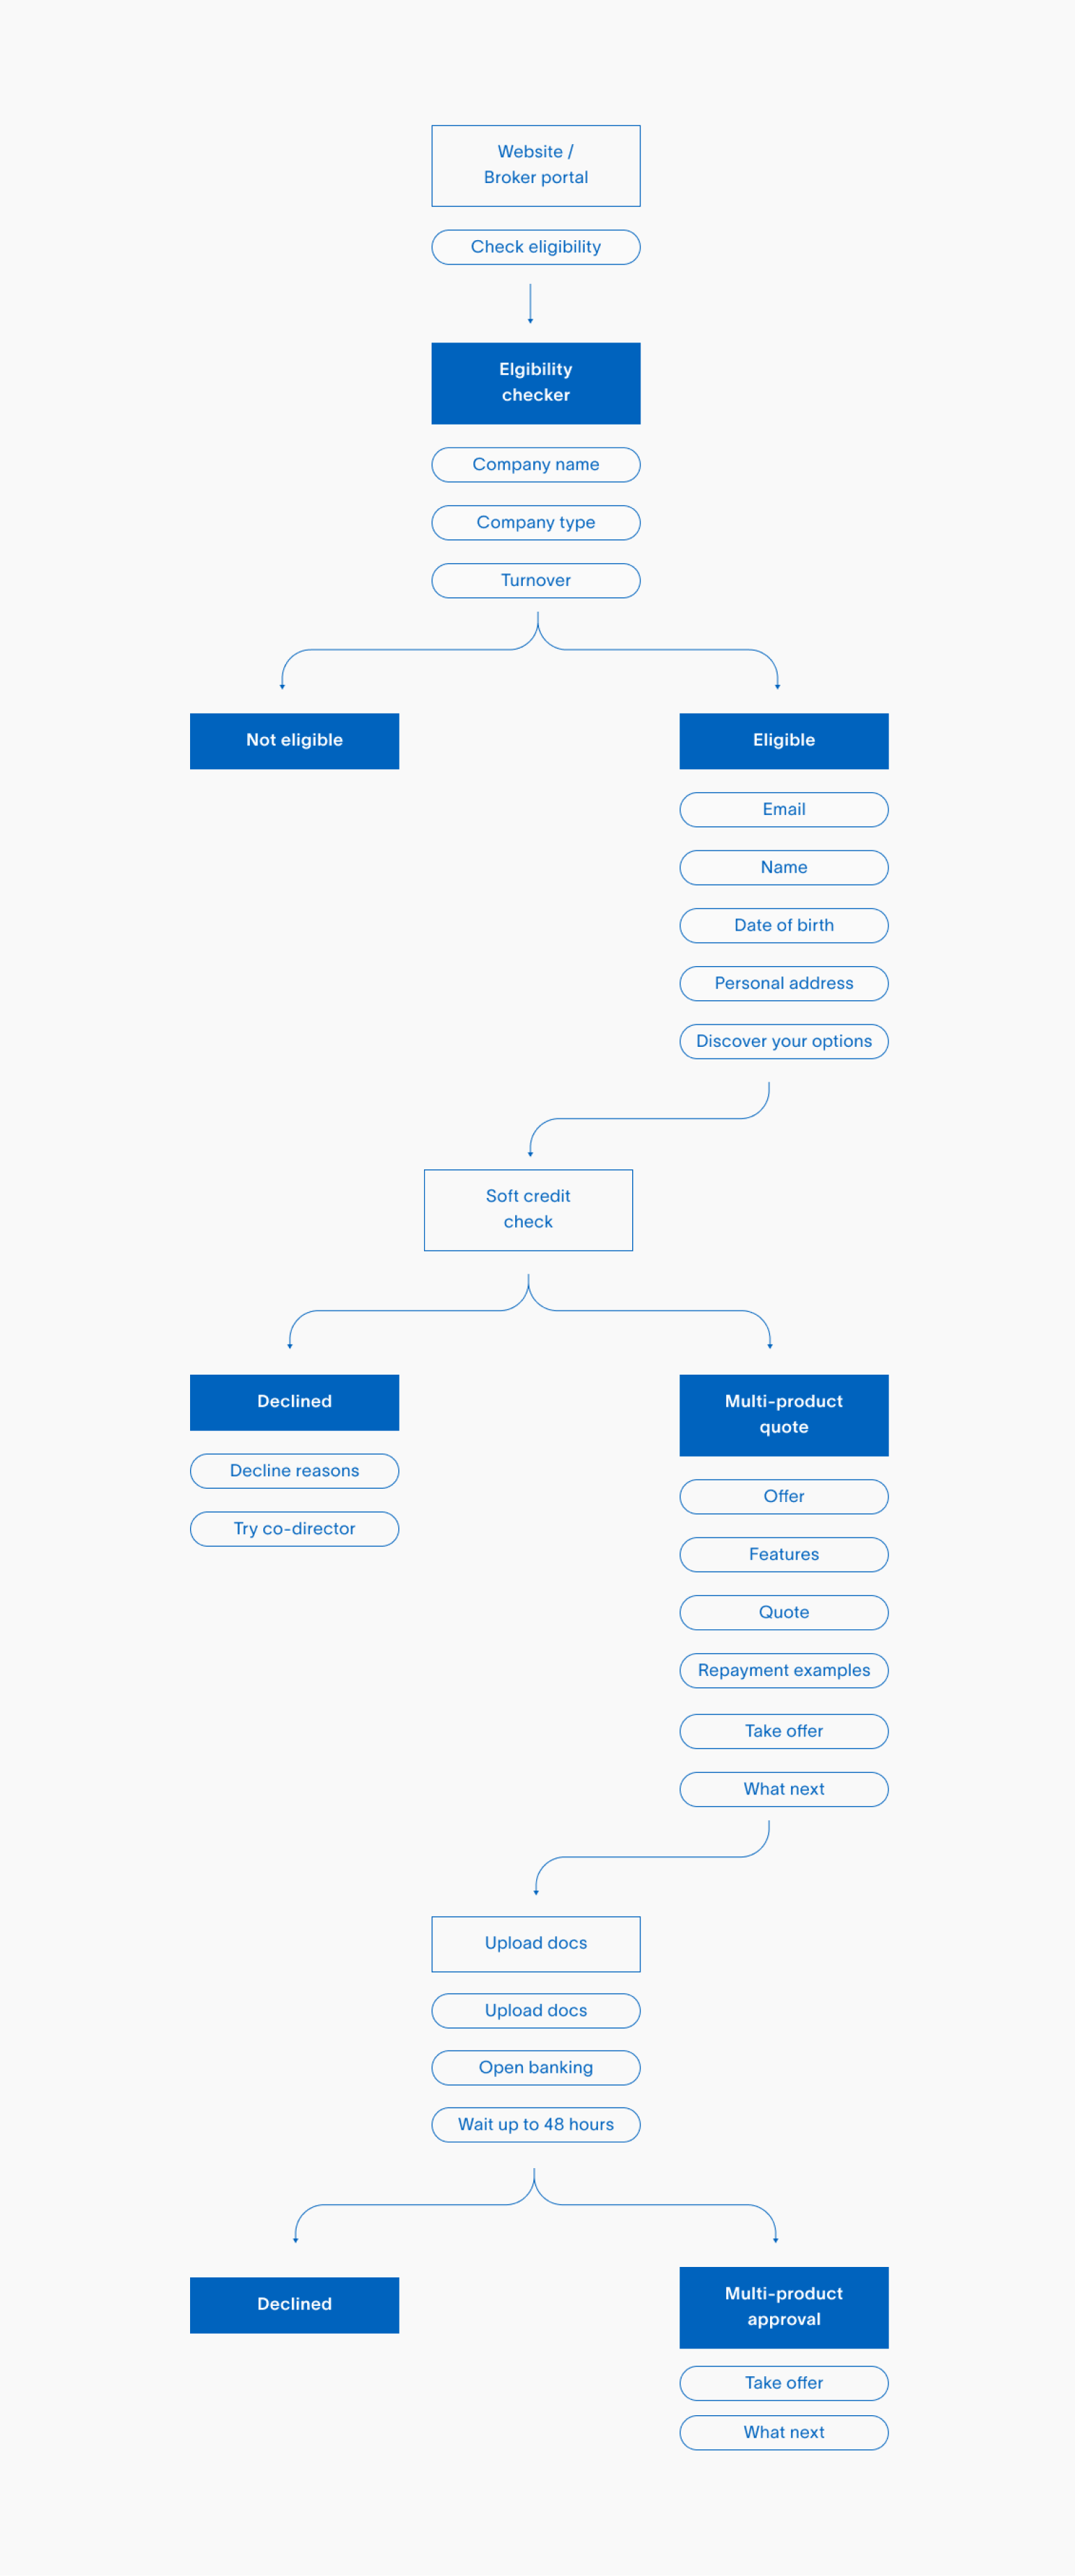 Website /
Broker portal
Check eligibility
Elgibility
checker
Company name
Company type
Turnover
Not eligible
Eligible
Email
Name
Date of birth
Personal address
Discover your options
Soft credit
check
Declined
Decline reasons
Try co-director
Multi-product
quote
Offer
Features
Quote
Repayment examples
Take offer
What next
Upload docs
Upload docs
Open banking
Wait up to 48 hours
Declined
Multi-product
approval
Take offer
What next